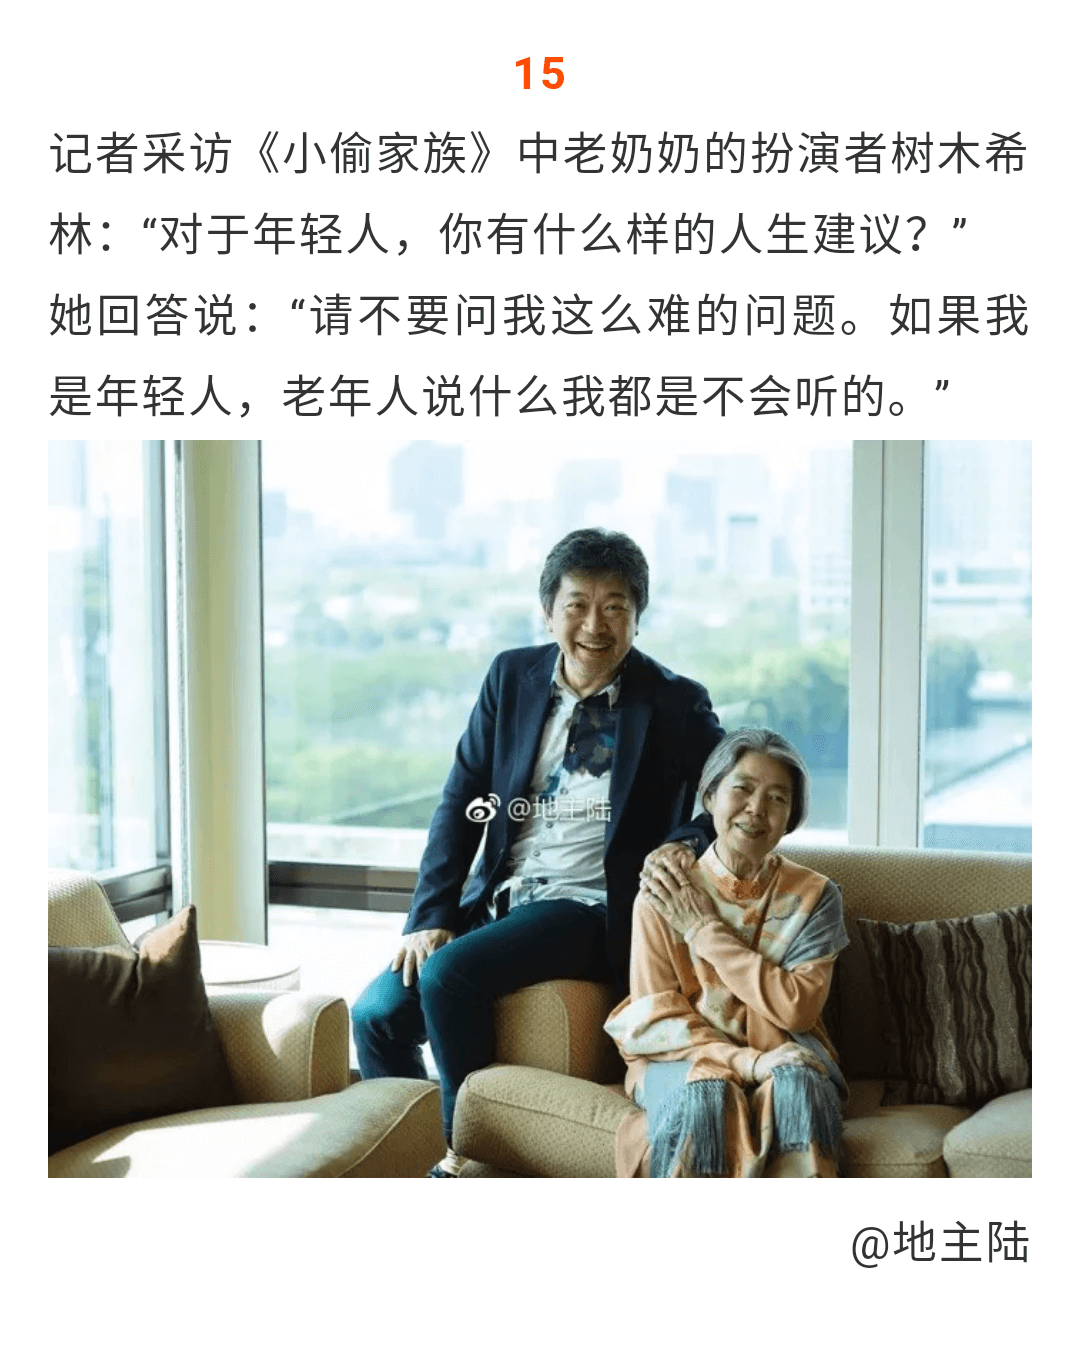 15
记者采访《小偷家族》中老奶奶的扮演者树木希
林：“对于年轻人，你有什么样的人生建议？”
她回答说：“请不要问我这么难的问题。如果我
是年轻人，老年人说什么我都是不会听的。”
@地主陆
@地主陆